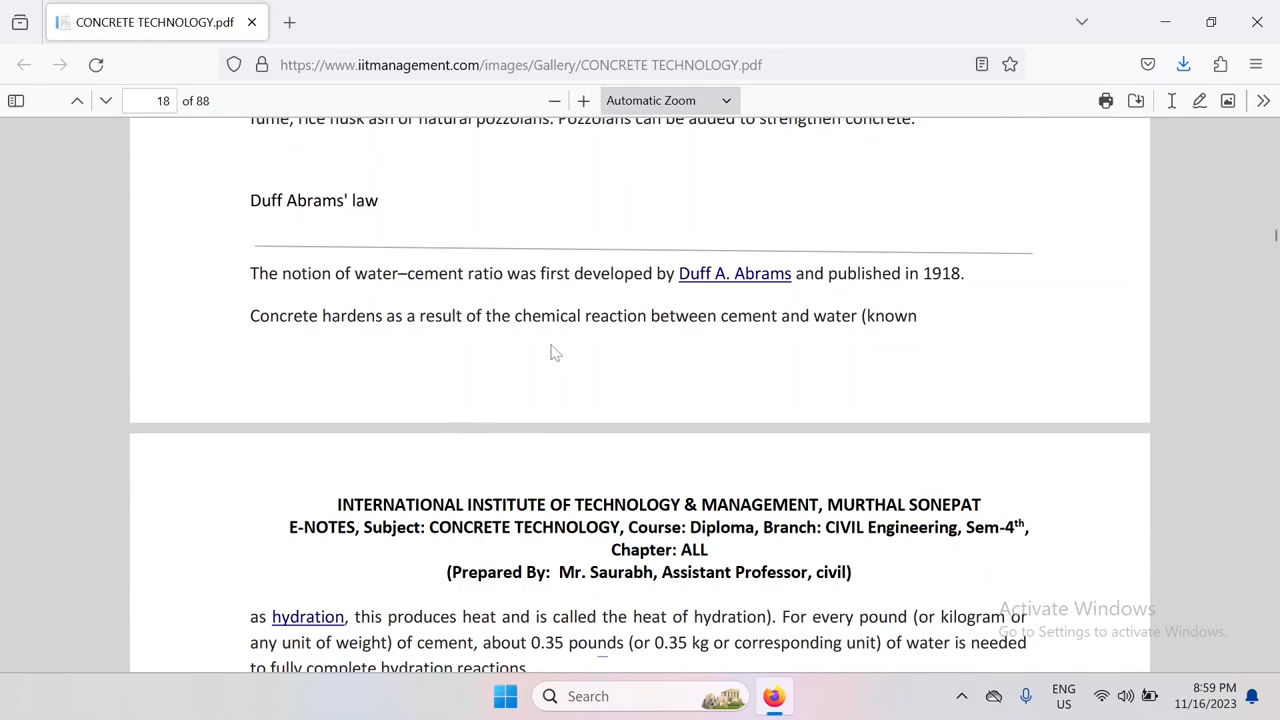 CONCRETE TECHNOLOGY.pdf
https://www.iitmanagement.com/images/Gallery/CONCRETE TECHNOLOGY.pdf
18 of 88
Automatic Zoom
fume, rice husk ash or natural pozzolans. Pozzolans can be added to strengthen concrete.
Duff Abrams' law
The notion of water–cement ratio was first developed by Duff A. Abrams and published in 1918.
Concrete hardens as a result of the chemical reaction between cement and water (known
INTERNATIONAL INSTITUTE OF TECHNOLOGY & MANAGEMENT, MURTHAL SONEPAT
E-NOTES, Subject: CONCRETE TECHNOLOGY, Course: Diploma, Branch: CIVIL Engineering, Sem-4th,
Chapter: ALL
(Prepared By: Mr. Saurabh, Assistant Professor, civil)
as hydration, this produces heat and is called the heat of hydration). For every pound (or kilogram or
any unit of weight) of cement, about 0.35 pounds (or 0.35 kg or corresponding unit) of water is needed
to fully complete hydration reactions.
Activate Windows
Go to Settings to activate Windows.
Search
ENG
US
8:59 PM
11/16/2023